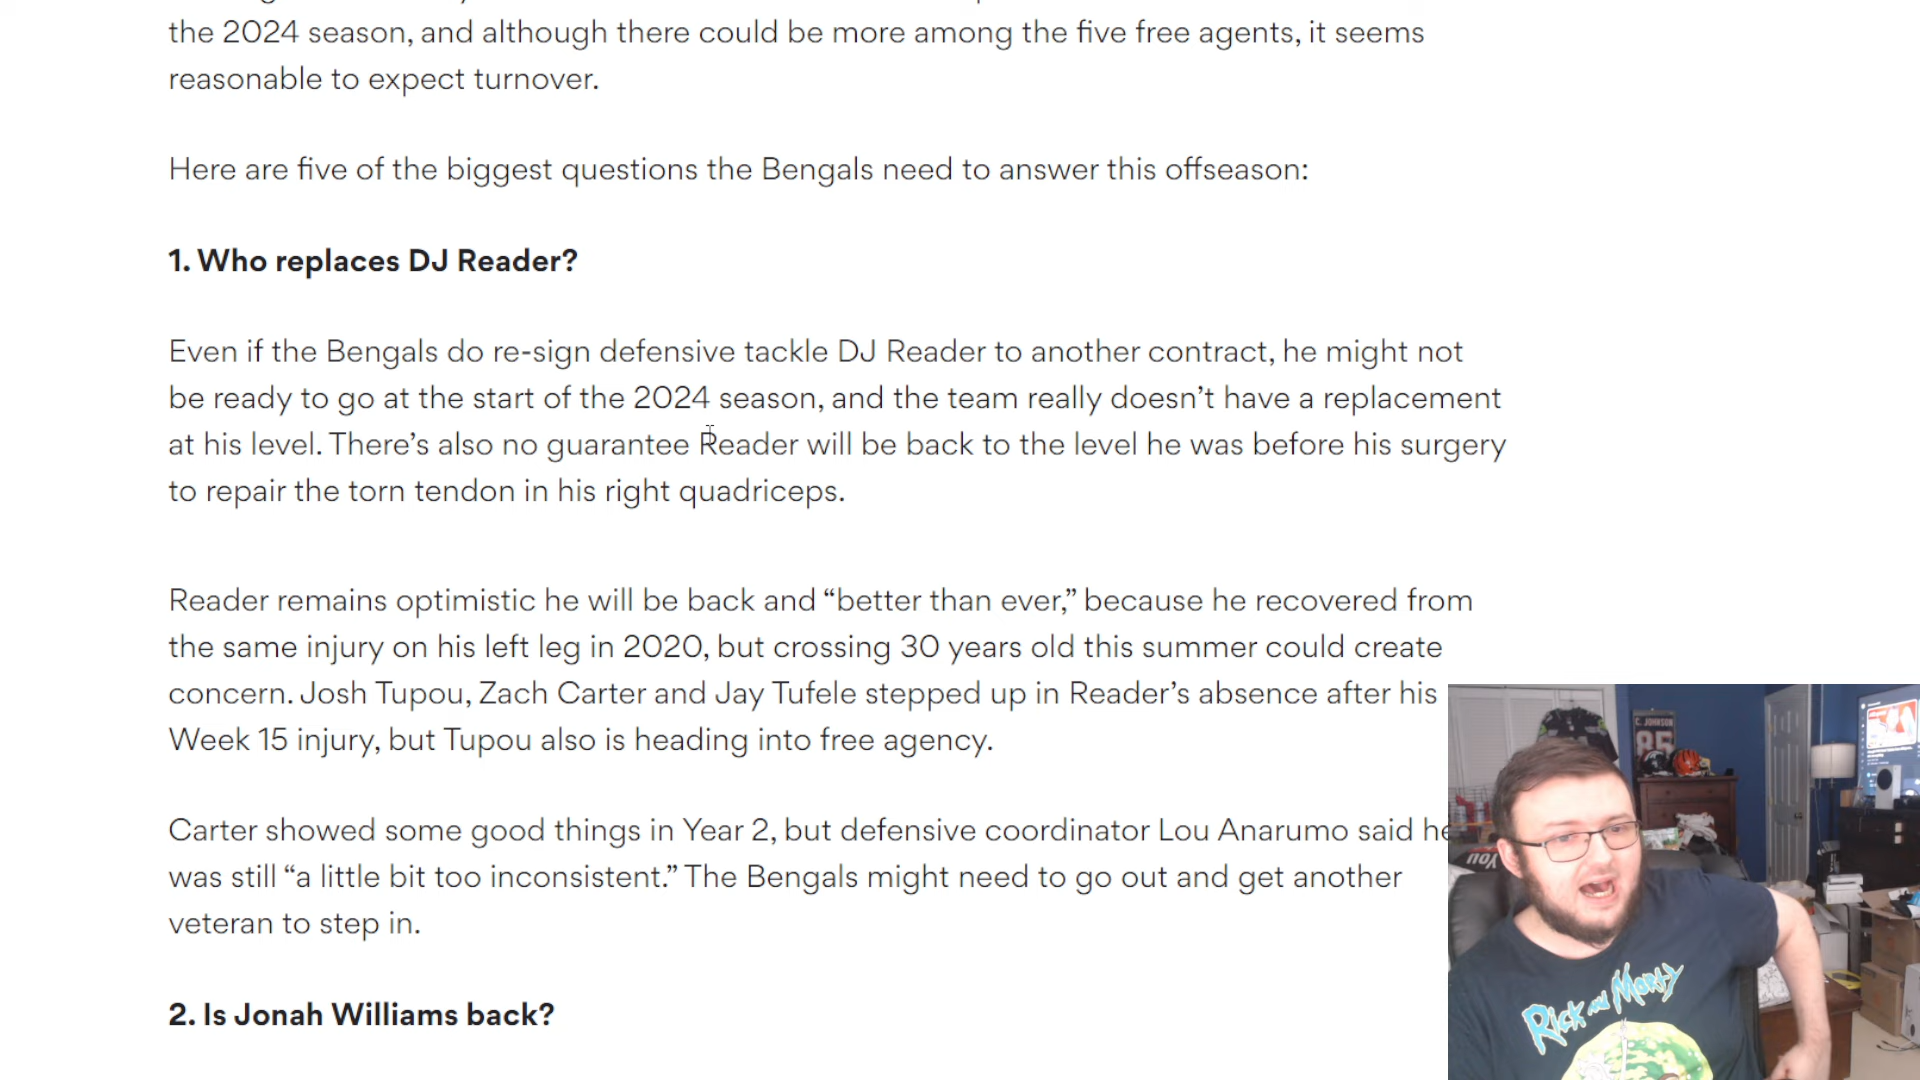 the 2024 season, and although there could be more among the five free agents, it seems
reasonable to expect turnover.
Here are five of the biggest questions the Bengals need to answer this offseason:
1. Who replaces DJ Reader?
Even if the Bengals do re-sign defensive tackle DJ Reader to another contract, he might not
be ready to go at the start of the 2024 season, and the team really doesn’t have a replacement
at his level. There’s also no guarantee Reader will be back to the level he was before his surgery
to repair the torn tendon in his right quadriceps.
Reader remains optimistic he will be back and “better than ever,” because he recovered from
the same injury on his left leg in 2020, but crossing 30 years old this summer could create
concern. Josh Tupou, Zach Carter and Jay Tufele stepped up in Reader’s absence after his
Week 15 injury, but Tupou also is heading into free agency.
Carter showed some good things in Year 2, but defensive coordinator Lou Anarumo said he
was still “a little bit too inconsistent.” The Bengals might need to go out and get another
veteran to step in.
2. Is Jonah Williams back?
C. JOHNSON
85
You
Rick and Morty